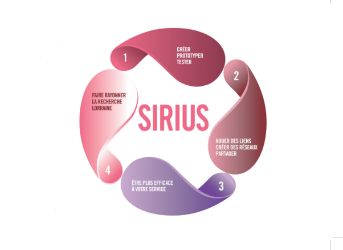 1
CRÉER
PROTOTYPER
TESTER
2
NOUER DES LIENS
CRÉER DES RÉSEAUX
PARTAGER
3
ÊTRE PLUS EFFICACE
À VOTRE SERVICE
4
FAIRE RAYONNER
LA RECHERCHE
LORRAINE
SIRIUS